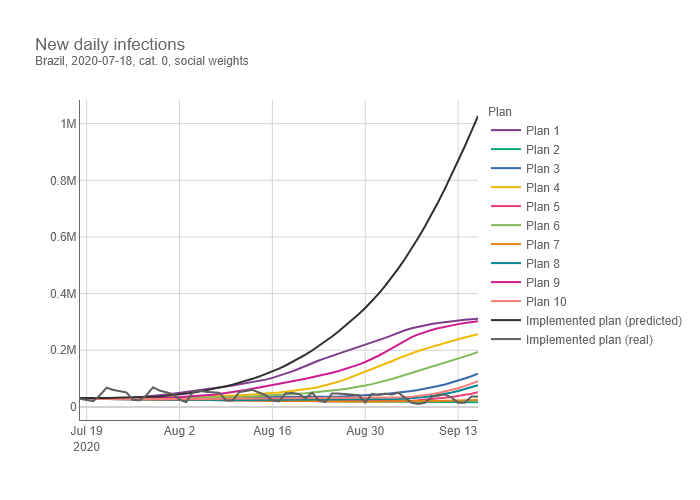 New daily infections
Brazil, 2020-07-18, cat. 0, social weights
Plan
1M
0.8M
0.6M
0.4M
0.2M
0
Jul 19
2020
Aug 2
Aug 16
Aug 30
Sep 13
Plan 1
Plan 2
Plan 3
Plan 4
Plan 5
Plan 6
Plan 7
Plan 8
Plan 9
Plan 10
Implemented plan (predicted)
Implemented plan (real)